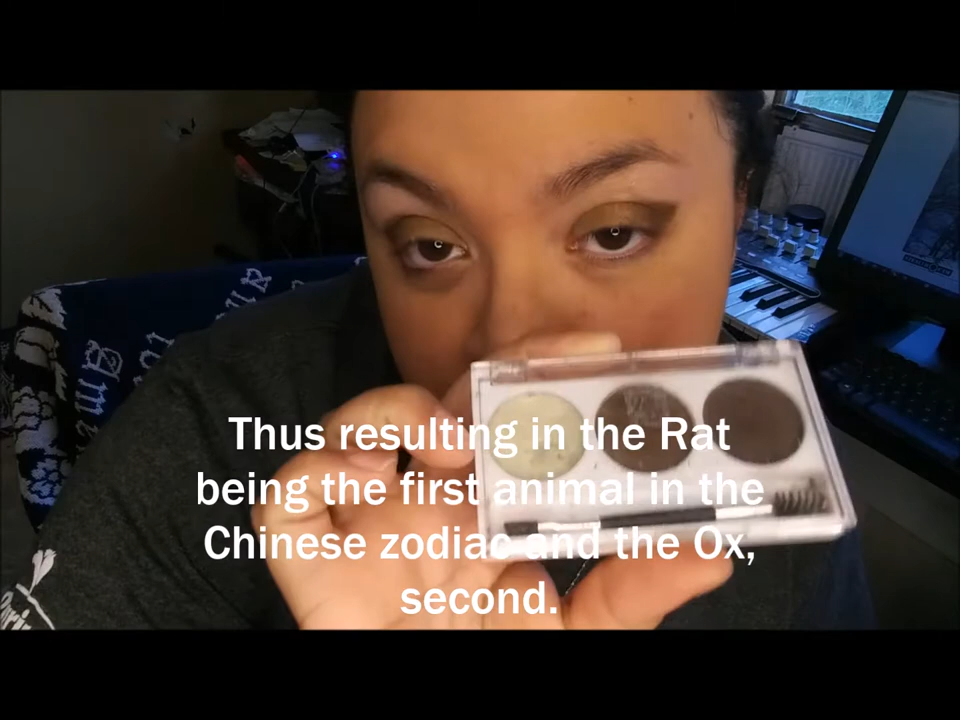 Thus resulting in the Rat
being the first animal in the
Chinese zodiac and the Ox,
second.